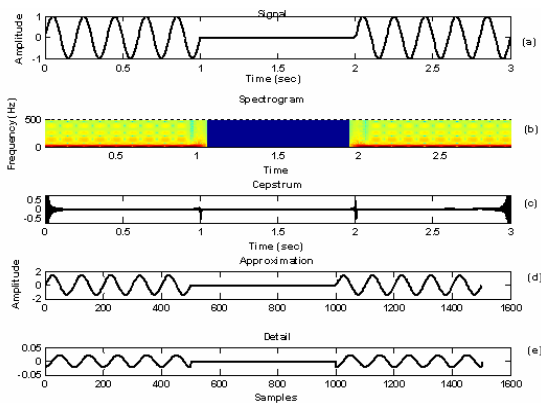 Signal
1
0
-1
Amplitude
0 0.5 1 1.5 2 2.5 3
Time (sec)
(a)
Spectrogram
500
0
Frequency (Hz)
0.5 1 1.5 2 2.5
Time
(b)
Cepstrum
0.5
0
-0.5
0 0.5 1 1.5 2 2.5 3
Time (sec)
(c)
Approximation
2
0
-2
Amplitude
0 200 400 600 800 1000 1200 1400 1600
(d)
Detail
0.05
0
-0.05
0 200 400 600 800 1000 1200 1400 1600
Samples
(e)